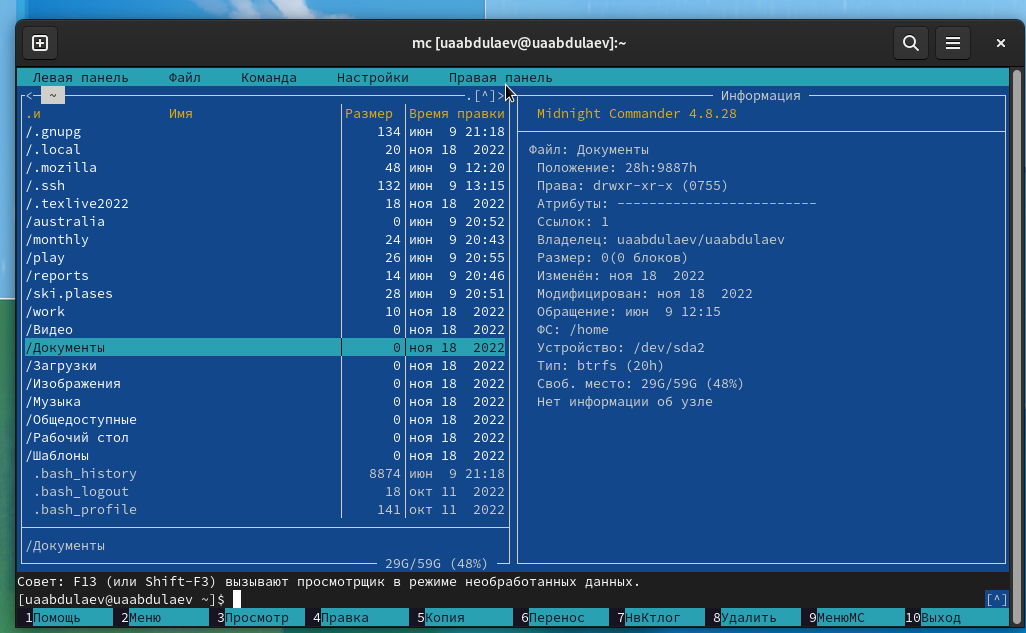 mc [uaabdulaev@uaabdulaev]:~
Левая панель Файл Команда Настройки Правая панель
<─ ~ .[^]>
.и Имя Размер Время правки
/.gnupg 134 июн 9 21:18
/.local 20 ноя 18 2022
/.mozilla 48 июн 9 12:20
/.ssh 132 июн 9 13:15
/.texlive2022 18 ноя 18 2022
/australia 0 июн 9 20:52
/monthly 24 июн 9 20:43
/play 26 июн 9 20:55
/reports 14 июн 9 20:46
/ski.plases 28 июн 9 20:51
/work 10 ноя 18 2022
/Видео 0 ноя 18 2022
/Документы 0 ноя 18 2022
/Загрузки 0 ноя 18 2022
/Изображения 0 ноя 18 2022
/Музыка 0 ноя 18 2022
/Общедоступные 0 ноя 18 2022
/Рабочий стол 0 ноя 18 2022
/Шаблоны 0 ноя 18 2022
.bash_history 8874 июн 9 21:18
.bash_logout 18 окт 11 2022
.bash_profile 141 окт 11 2022
/Документы
29G/59G (48%)
Информация
Midnight Commander 4.8.28
Файл: Документы
Положение: 28h:9887h
Права: drwxr-xr-x (0755)
Атрибуты: -------------------------
Ссылок: 1
Владелец: uaabdulaev/uaabdulaev
Размер: 0(0 блоков)
Изменён: ноя 18 2022
Модифицирован: ноя 18 2022
Обращение: июн 9 12:15
ФС: /home
Устройство: /dev/sda2
Тип: btrfs (20h)
Своб. место: 29G/59G (48%)
Нет информации об узле
Совет: F13 (или Shift-F3) вызывают просмотрщик в режиме необработанных данных.
[uaabdulaev@uaabdulaev ~]$ [^]
1Помощь 2Меню 3Просмотр 4Правка 5Копия 6Перенос 7НвКтлог 8Удалить 9МенюМС 10Выход